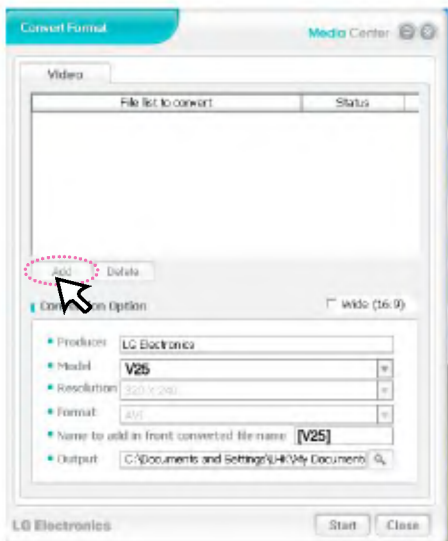 Convert Format
Media Center
Video
File list to convert Status
Add Delete
Conversion Option Wide (16:9)
Producer LG Electronics
Model V25
Resolution 320 x 240
Format AVI
Name to add in front converted file name [V25]
Output C:\Documents and Settings\LHK\My Document
LG Electronics Start Close